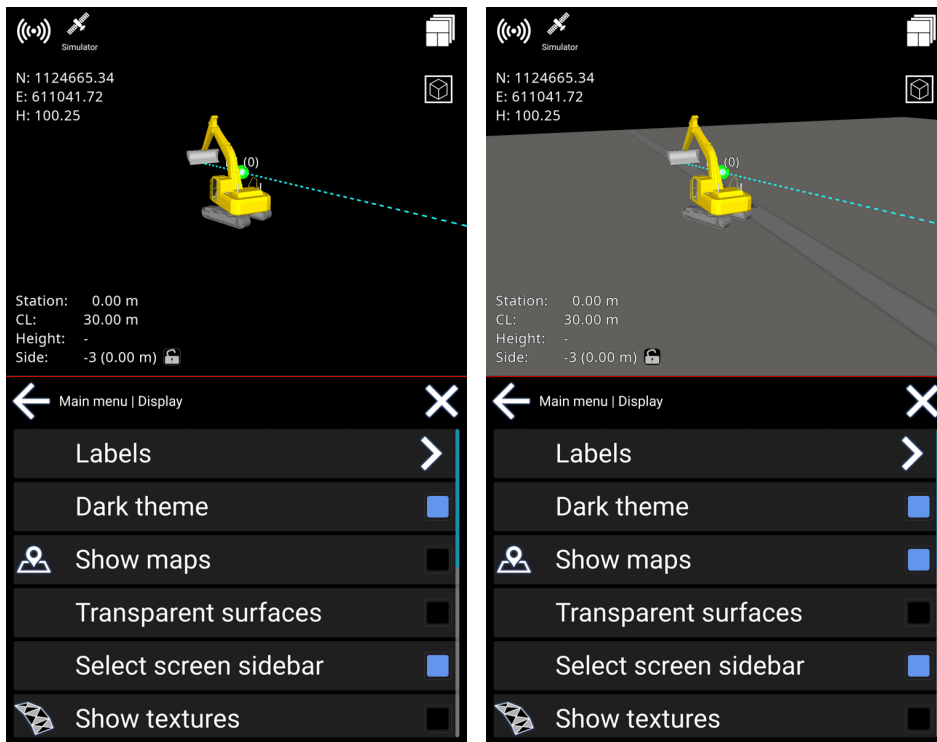 Simulator
N: 1124665.34
E: 611041.72
H: 100.25
(0)
Station: 0.00 m
CL: 30.00 m
Height: -
Side: -3 (0.00 m)
Main menu | Display
Labels
Dark theme
Show maps
Transparent surfaces
Select screen sidebar
Show textures
Simulator
N: 1124665.34
E: 611041.72
H: 100.25
(0)
Station: 0.00 m
CL: 30.00 m
Height: -
Side: -3 (0.00 m)
Main menu | Display
Labels
Dark theme
Show maps
Transparent surfaces
Select screen sidebar
Show textures